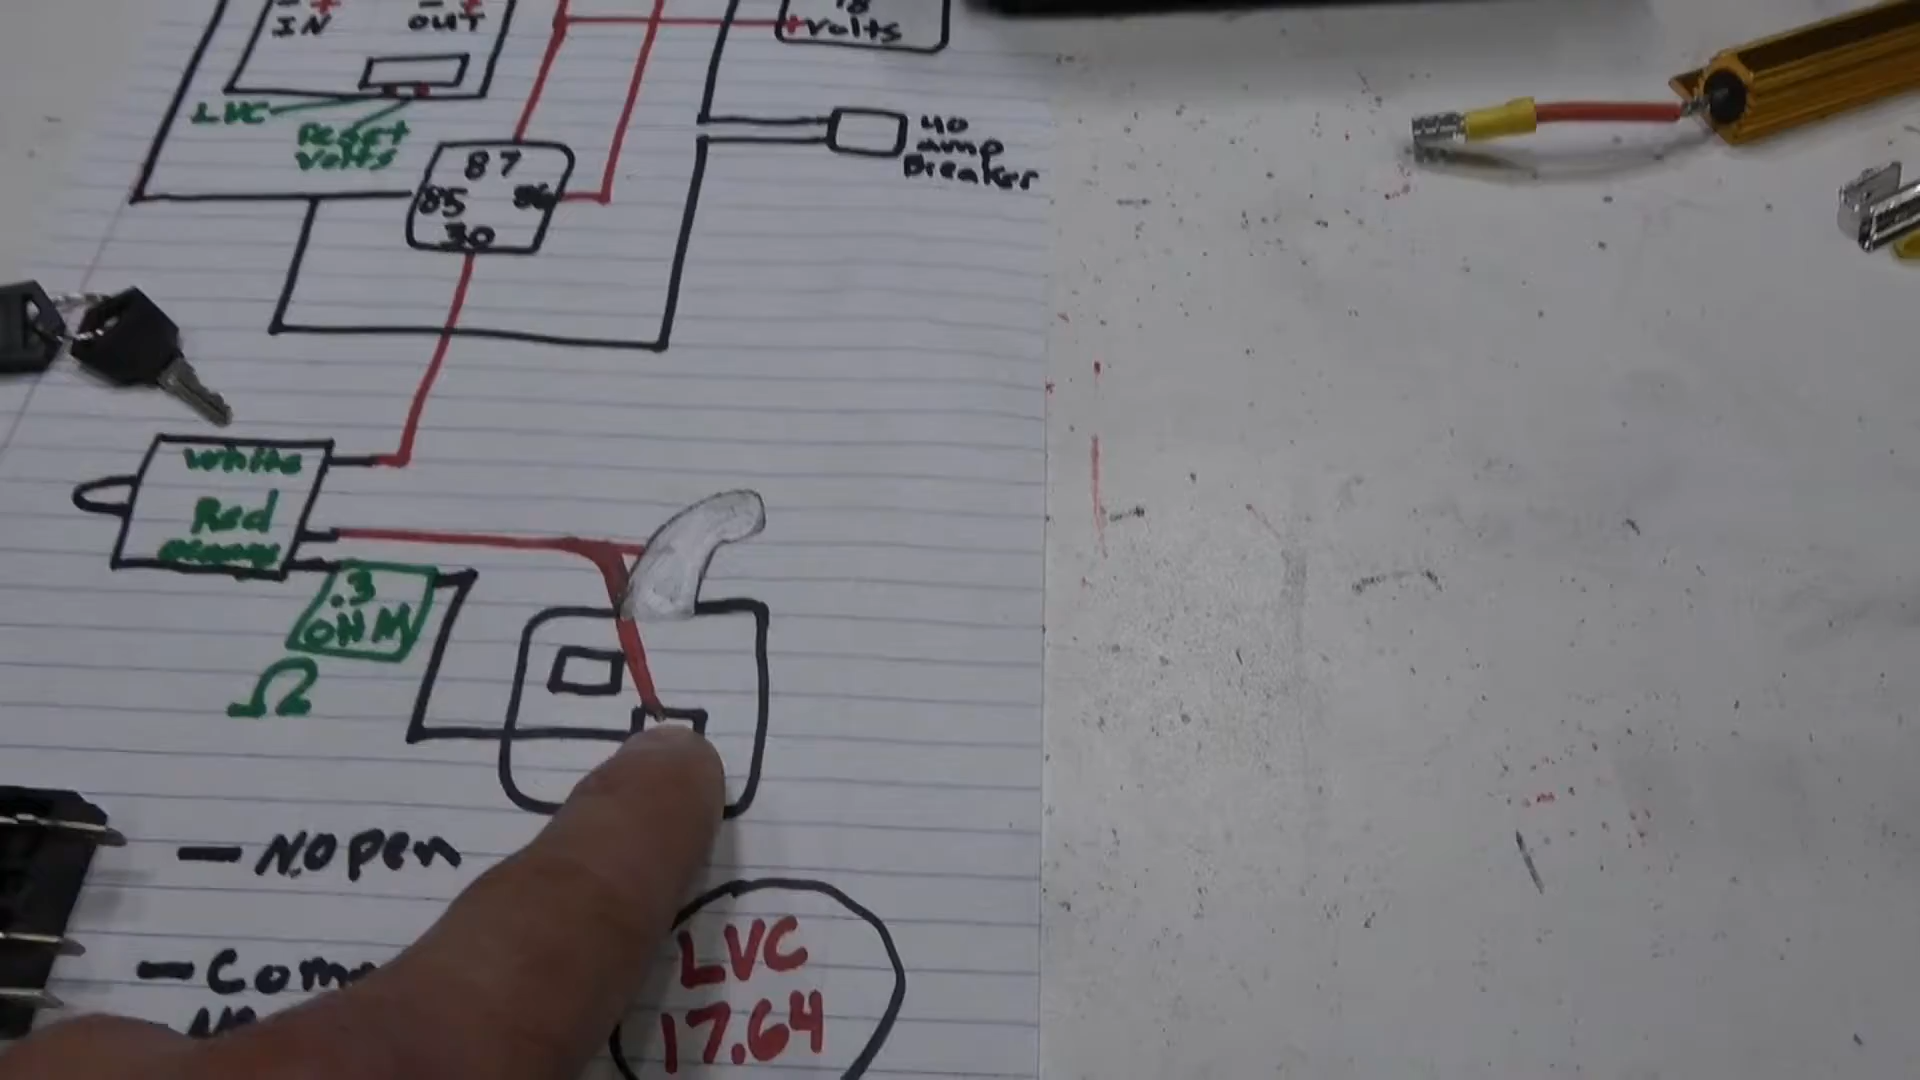 - + - +
IN OUT
18
+volts
LVC
reset
volts
40
amp
Breaker
87
85 86
30
White
Red
.3
OHM
Ω
- N.Open
- Com
LVC
17.64